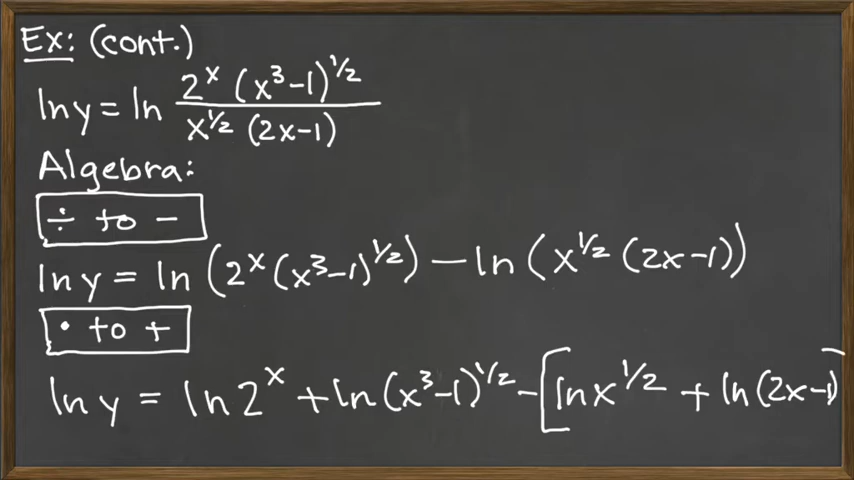 Ex: (cont.)
ln y = ln 2^x (x^3-1)^1/2 / x^1/2 (2x-1)
Algebra:
÷ to -
ln y = ln (2^x (x^3-1)^1/2) - ln (x^1/2 (2x-1))
• to +
ln y = ln 2^x + ln (x^3-1)^1/2 - [ln x^1/2 + ln (2x-1)]